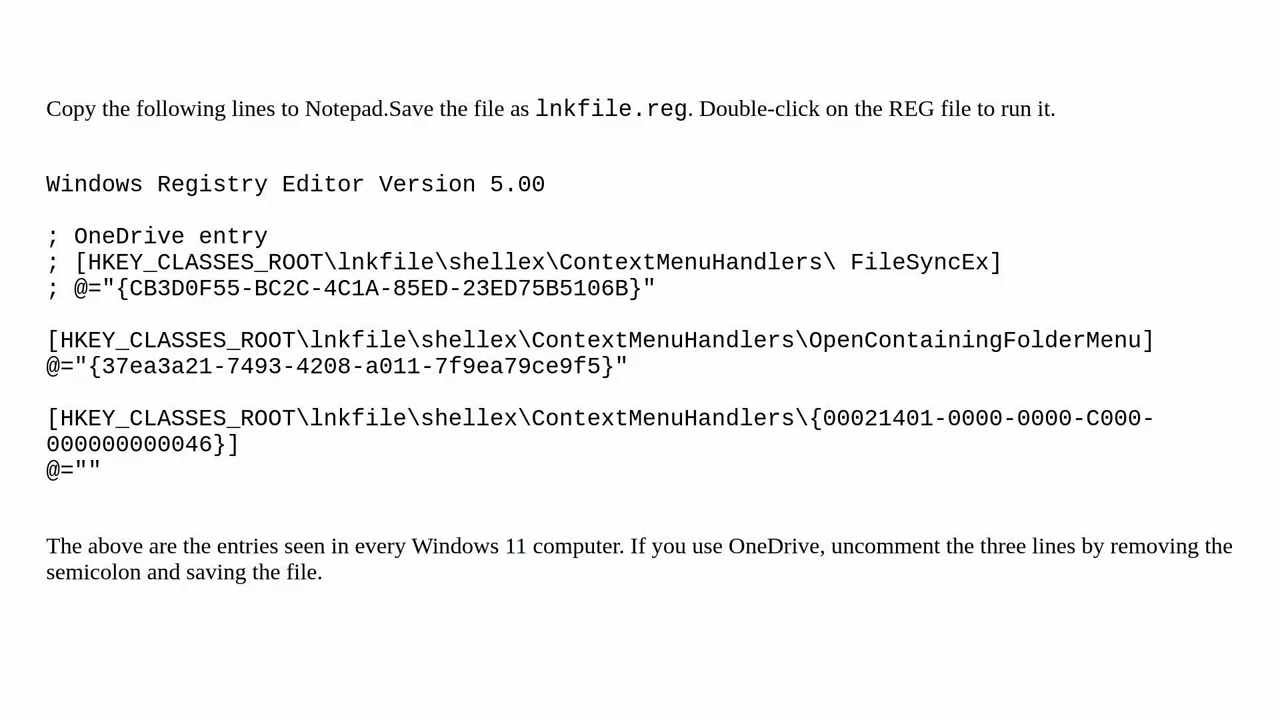 Copy the following lines to Notepad.Save the file as lnkfile.reg. Double-click on the REG file to run it.
Windows Registry Editor Version 5.00
; OneDrive entry
; [HKEY_CLASSES_ROOT\lnkfile\shellex\ContextMenuHandlers\ FileSyncEx]
; @="{CB3D0F55-BC2C-4C1A-85ED-23ED75B5106B}"
[HKEY_CLASSES_ROOT\lnkfile\shellex\ContextMenuHandlers\OpenContainingFolderMenu]
@="{37ea3a21-7493-4208-a011-7f9ea79ce9f5}"
[HKEY_CLASSES_ROOT\lnkfile\shellex\ContextMenuHandlers\{00021401-0000-0000-C000-
000000000046}]
@=""
The above are the entries seen in every Windows 11 computer. If you use OneDrive, uncomment the three lines by removing the
semicolon and saving the file.